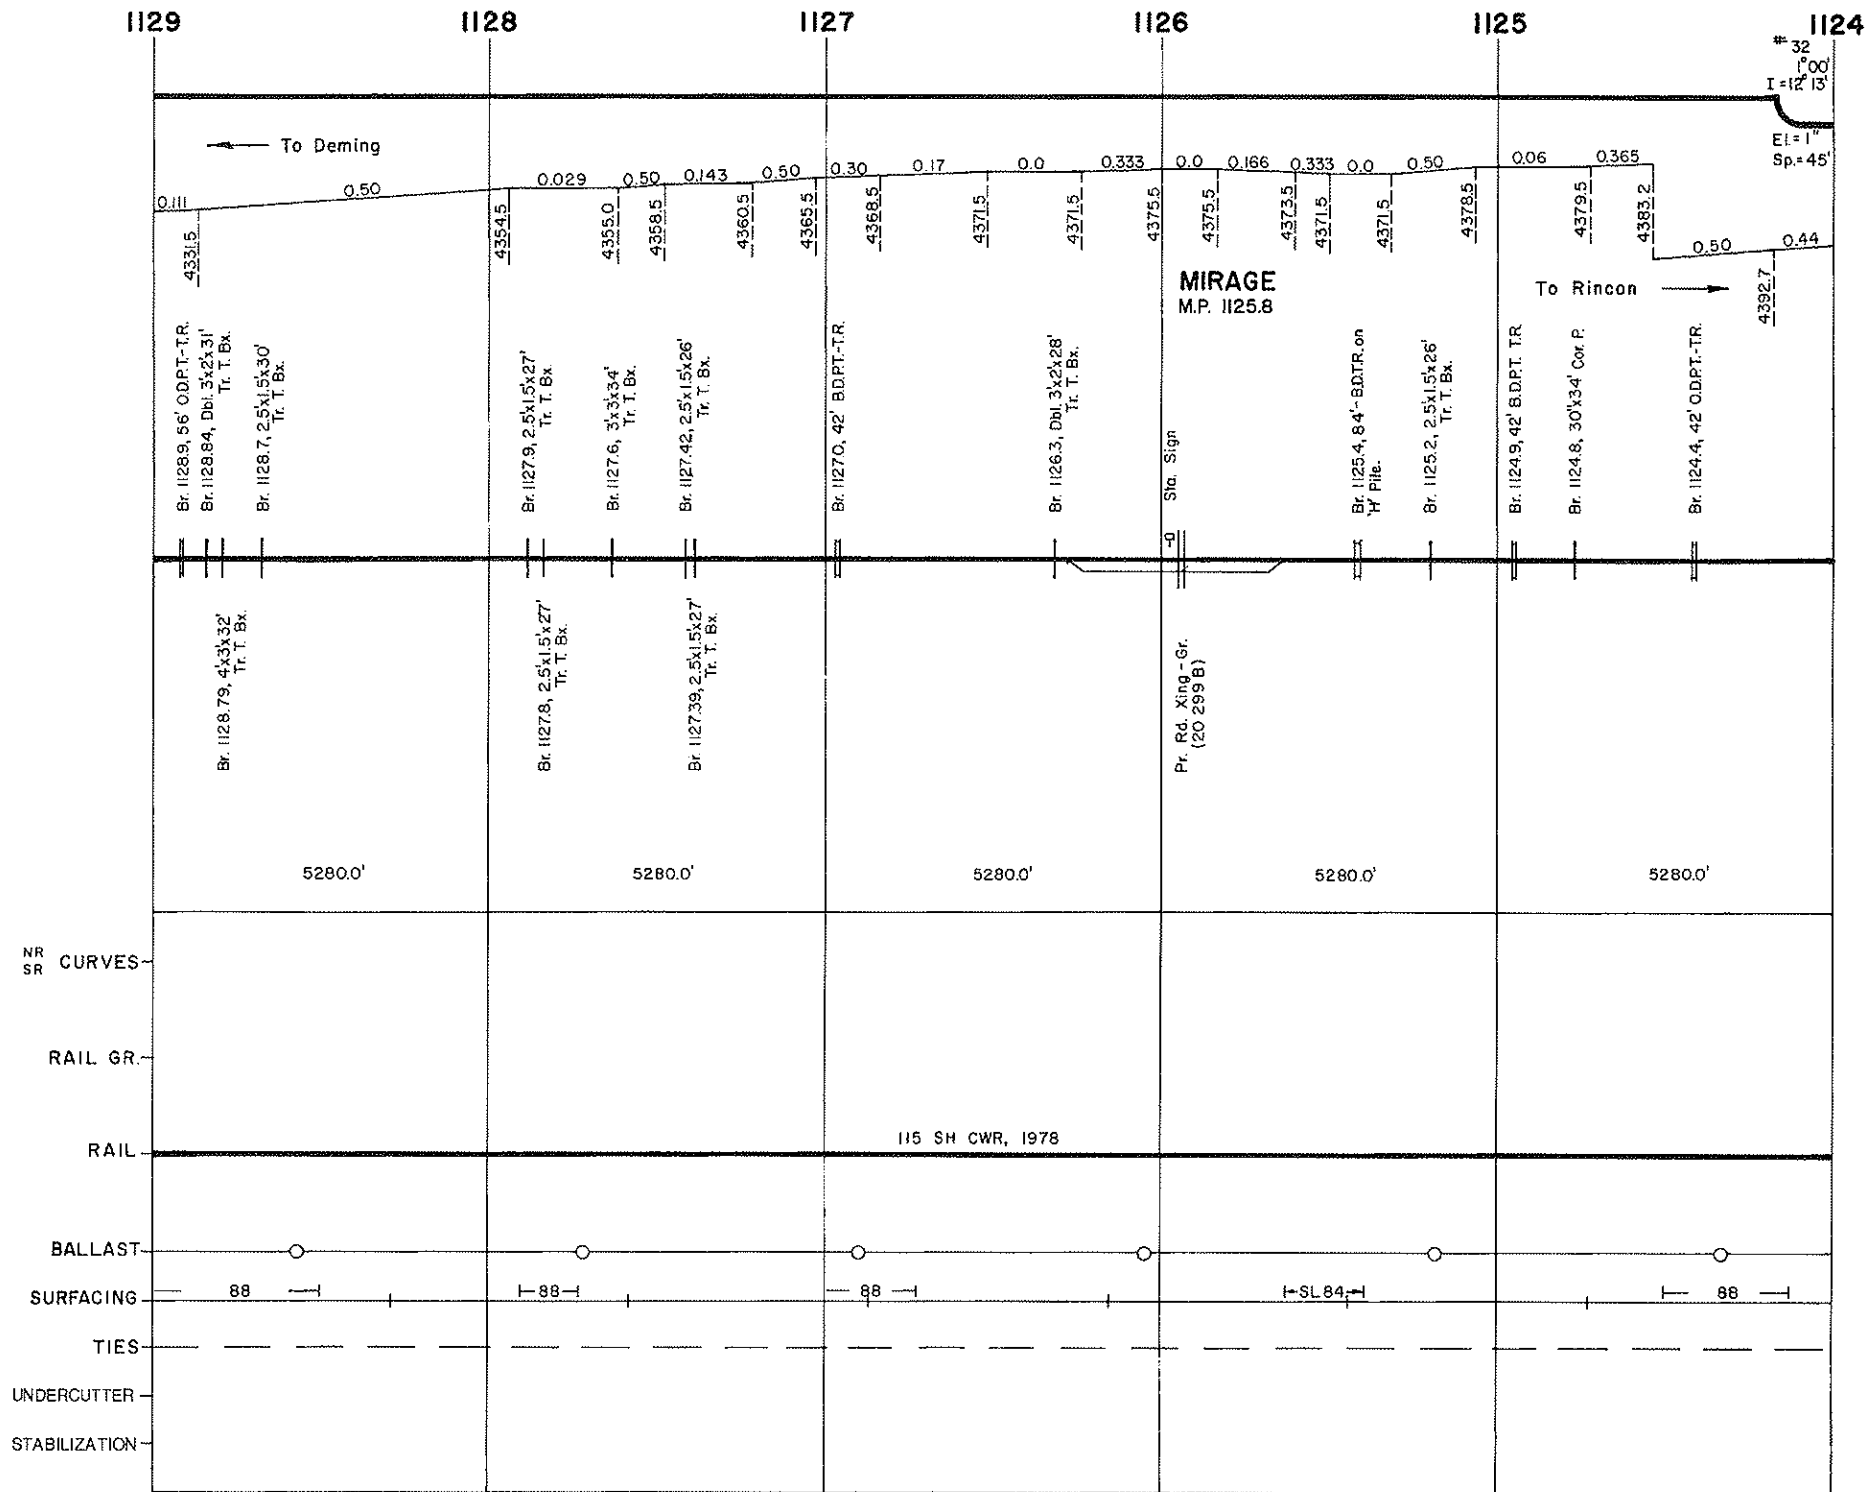 1129 1128 1127 1126 1125 1124
# 32
1°00'
I = 12° 13'
El. = 1"
Sp. = 45'
To Deming
0.111 0.50 0.029 0.50 0.143 0.50 0.30 0.17 0.0 0.333 0.0 0.166 0.333 0.0 0.50 0.06 0.365
4331.5 4354.5 4355.0 4358.5 4360.5 4365.5 4368.5 4371.5 4371.5 4375.5 4375.5 4373.5 4371.5 4371.5 4378.5 4379.5 4383.2
0.50 0.44
4392.7
MIRAGE
M.P. 1125.8
To Rincon
Br. 1128.9, 56' O.D.P.T.-T.R.
Br. 1128.84, Dbl. 3'x2'x31'
Tr. T. Bx.
Br. 1128.7, 2.5'x1.5'x30'
Tr. T. Bx.
Br. 1127.9, 2.5'x1.5'x27'
Tr. T. Bx.
Br. 1127.6, 3'x3'x34'
Tr. T. Bx.
Br. 1127.42, 2.5'x1.5'x26'
Tr. T. Bx.
Br. 1127.0, 42' B.D.P.T.-T.R.
Br. 1126.3, Dbl. 3'x2'x28'
Tr. T. Bx.
Sta. Sign
Br. 1125.4, 84'-B.D.T.R. on
'H' Pile.
Br. 1125.2, 2.5'x1.5'x26'
Tr. T. Bx.
Br. 1124.9, 42' B.D.P.T. T.R.
Br. 1124.8, 30"x34' Cor. P.
Br. 1124.4, 42' O.D.P.T.-T.R.
Br. 1128.79, 4'x3'x32'
Tr. T. Bx.
Br. 1127.8, 2.5'x1.5'x27'
Tr. T. Bx.
Br. 1127.39, 2.5'x1.5'x27'
Tr. T. Bx.
Pr. Rd. Xing - Gr.
(20 299 B)
5280.0' 5280.0' 5280.0' 5280.0' 5280.0'
NR
SR CURVES
RAIL GR.
RAIL
115 SH CWR, 1978
BALLAST
SURFACING 88 88 88 SL 84 88
TIES
UNDERCUTTER
STABILIZATION